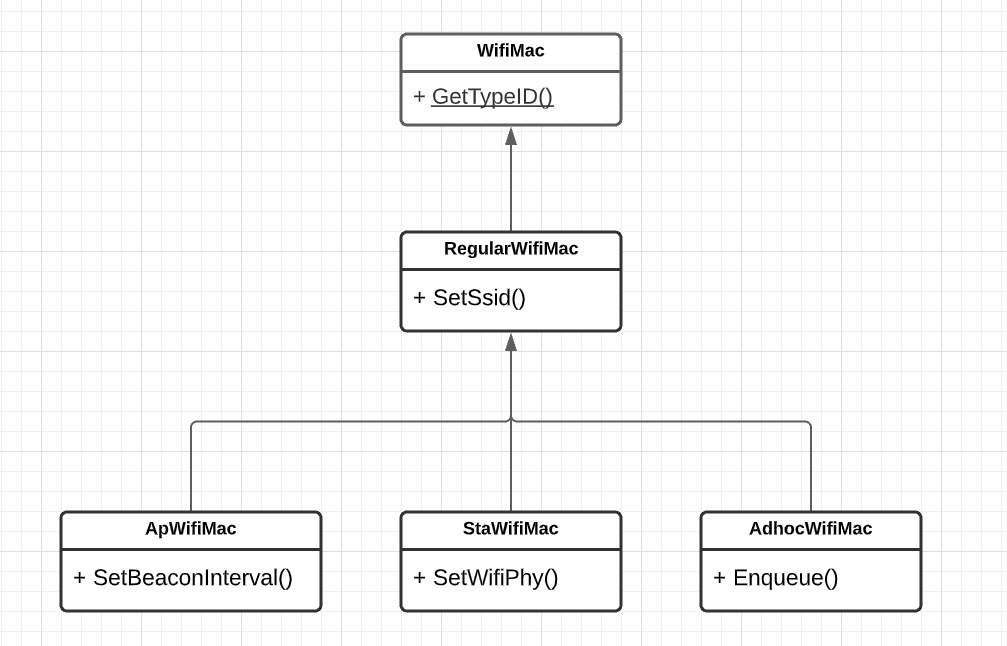 WifiMac
+ GetTypeID()
RegularWifiMac
+ SetSsid()
ApWifiMac
+ SetBeaconInterval()
StaWifiMac
+ SetWifiPhy()
AdhocWifiMac
+ Enqueue()